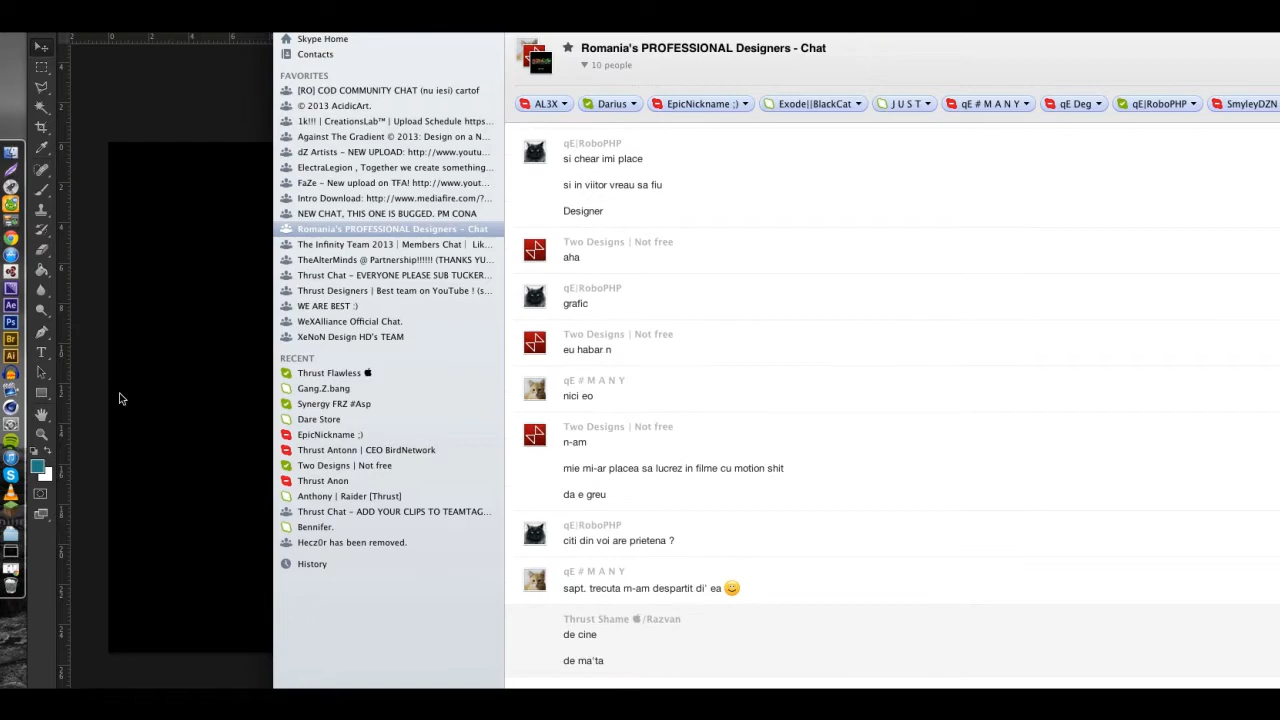 Skype Home
Contacts
FAVORITES
[RO] COD COMMUNITY CHAT (nu iesi) cartof
© 2013 AcidicArt.
1k!!! | CreationsLab™ | Upload Schedule https...
Against The Gradient © 2013: Design on a N...
dZ Artists – NEW UPLOAD: http://www.youtu...
ElectraLegion , Together we create something...
FaZe – New upload on TFA! http://www.yout...
Intro Download: http://www.mediafire.com/?...
NEW CHAT, THIS ONE IS BUGGED. PM CONA
Romania's PROFESSIONAL Designers – Chat
The Infinity Team 2013 | Members Chat | Lik...
TheAlterMinds @ Partnership!!!!!! (THANKS YU...
Thrust Chat – EVERYONE PLEASE SUB TUCKER...
Thrust Designers | Best team on YouTube ! (s...
WE ARE BEST :)
WeXAlliance Official Chat.
XeNoN Design HD's TEAM
RECENT
Thrust Flawless
Gang.Z.bang
Synergy FRZ #Asp
Dare Store
EpicNickname ;)
Thrust Antonn | CEO BirdNetwork
Two Designs | Not free
Thrust Anon
Anthony | Raider [Thrust]
Thrust Chat – ADD YOUR CLIPS TO TEAMTAG...
Bennifer.
Hecz0r has been removed.
History
Romania's PROFESSIONAL Designers - Chat
10 people
AL3X Darius EpicNickname ;) Exode||BlackCat J U S T qE # M A N Y qE Deg qE|RoboPHP SmyleyDZN
qE|RoboPHP
si chear imi place
si in viitor vreau sa fiu
Designer
Two Designs | Not free
aha
qE|RoboPHP
grafic
Two Designs | Not free
eu habar n
qE # M A N Y
nici eo
Two Designs | Not free
n-am
mie mi-ar placea sa lucrez in filme cu motion shit
da e greu
qE|RoboPHP
citi din voi are prietena ?
qE # M A N Y
sapt. trecuta m-am despartit di' ea
Thrust Shame /Razvan
de cine
de ma'ta
Ae
Ps
Br
Ai